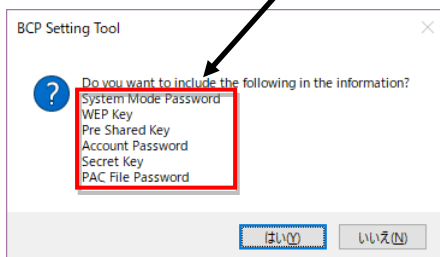 BCP Setting Tool
Do you want to include the following in the information?
System Mode Password
WEP Key
Pre Shared Key
Account Password
Secret Key
PAC File Password
はい(Y)
いいえ(N)